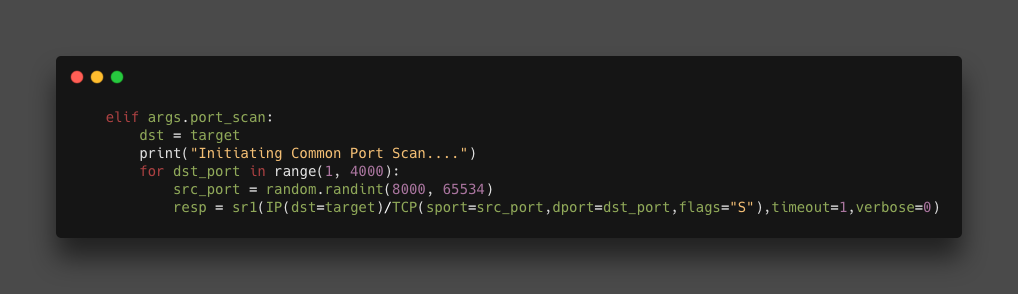 elif args.port_scan:
dst = target
print("Initiating Common Port Scan....")
for dst_port in range(1, 4000):
src_port = random.randint(8000, 65534)
resp = sr1(IP(dst=target)/TCP(sport=src_port,dport=dst_port,flags="S"),timeout=1,verbose=0)